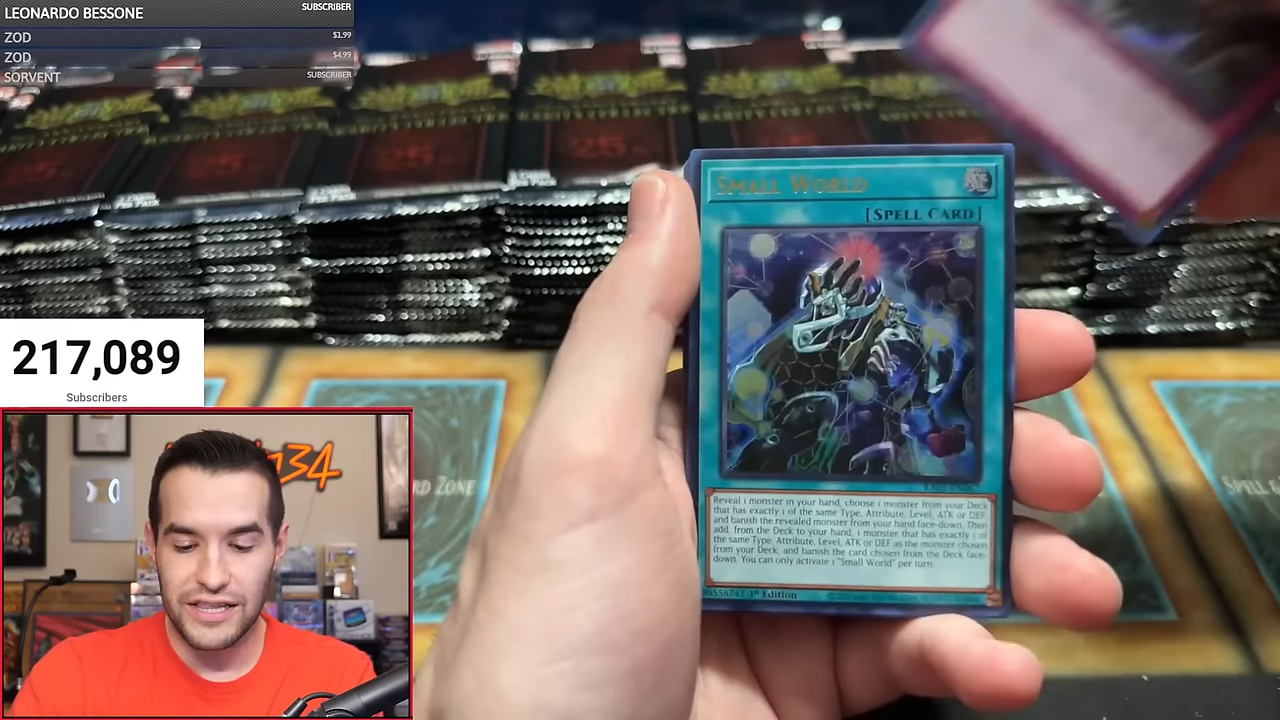 LEONARDO BESSONE SUBSCRIBER
ZOD $1.99
ZOD $4.99
SORVENT SUBSCRIBER
217,089
Subscribers
34
SMALL WORLD
[SPELL CARD]
Reveal 1 monster in your hand, choose 1 monster from your Deck
that has exactly 1 of the same Type, Attribute, Level, ATK or DEF,
and banish the revealed monster from your hand face-down. Then
add, from the Deck to your hand, 1 monster that has exactly 1 of
the same Type, Attribute, Level, ATK or DEF as the monster chosen
from your Deck, and banish the card chosen from the Deck face-
down. You can only activate 1 "Small World" per turn.
1st Edition
RD ZONE
SPELL
25